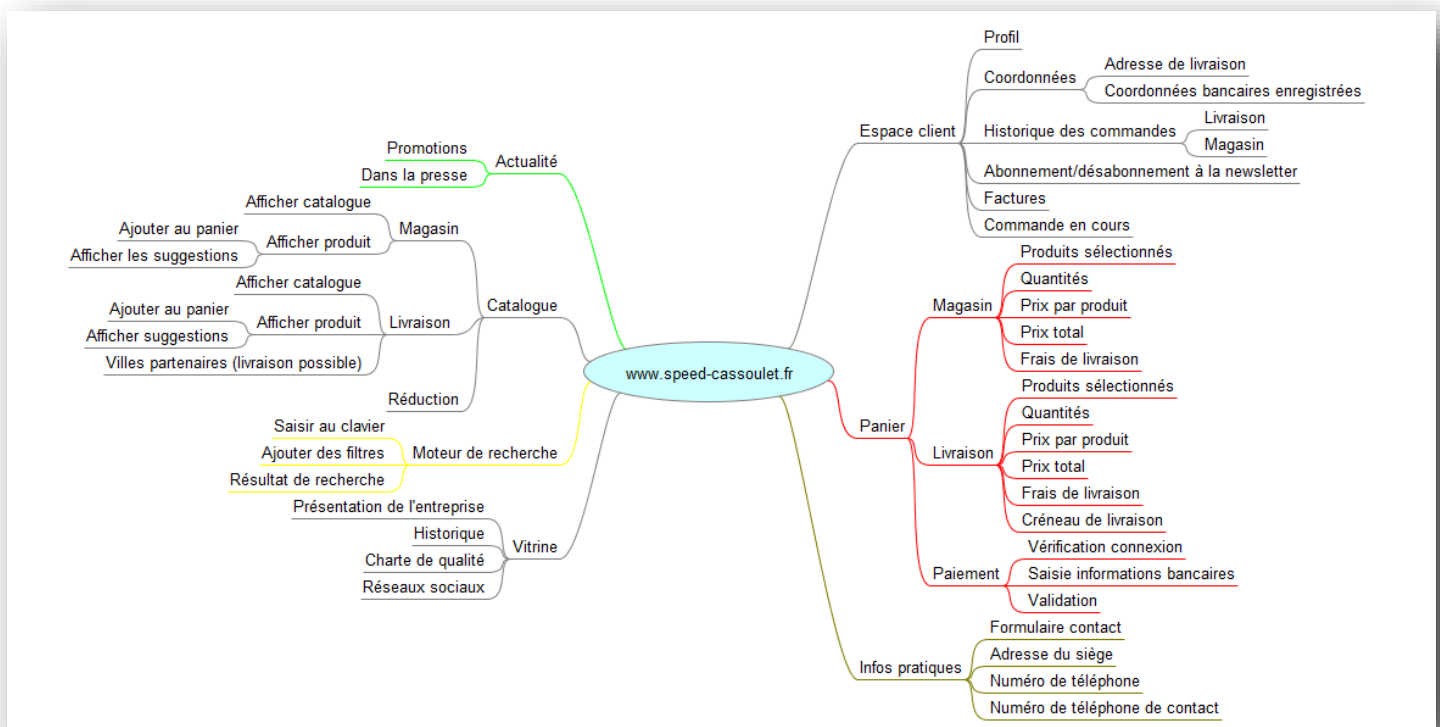 www.speed-cassoulet.fr
Actualité
Promotions
Dans la presse
Catalogue
Magasin
Afficher catalogue
Afficher produit
Ajouter au panier
Afficher les suggestions
Livraison
Afficher catalogue
Afficher produit
Ajouter au panier
Afficher suggestions
Villes partenaires (livraison possible)
Réduction
Moteur de recherche
Saisir au clavier
Ajouter des filtres
Résultat de recherche
Vitrine
Présentation de l'entreprise
Historique
Charte de qualité
Réseaux sociaux
Espace client
Profil
Coordonnées
Adresse de livraison
Coordonnées bancaires enregistrées
Historique des commandes
Livraison
Magasin
Abonnement/désabonnement à la newsletter
Factures
Commande en cours
Panier
Magasin
Produits sélectionnés
Quantités
Prix par produit
Prix total
Frais de livraison
Livraison
Produits sélectionnés
Quantités
Prix par produit
Prix total
Frais de livraison
Créneau de livraison
Paiement
Vérification connexion
Saisie informations bancaires
Validation
Infos pratiques
Formulaire contact
Adresse du siège
Numéro de téléphone
Numéro de téléphone de contact